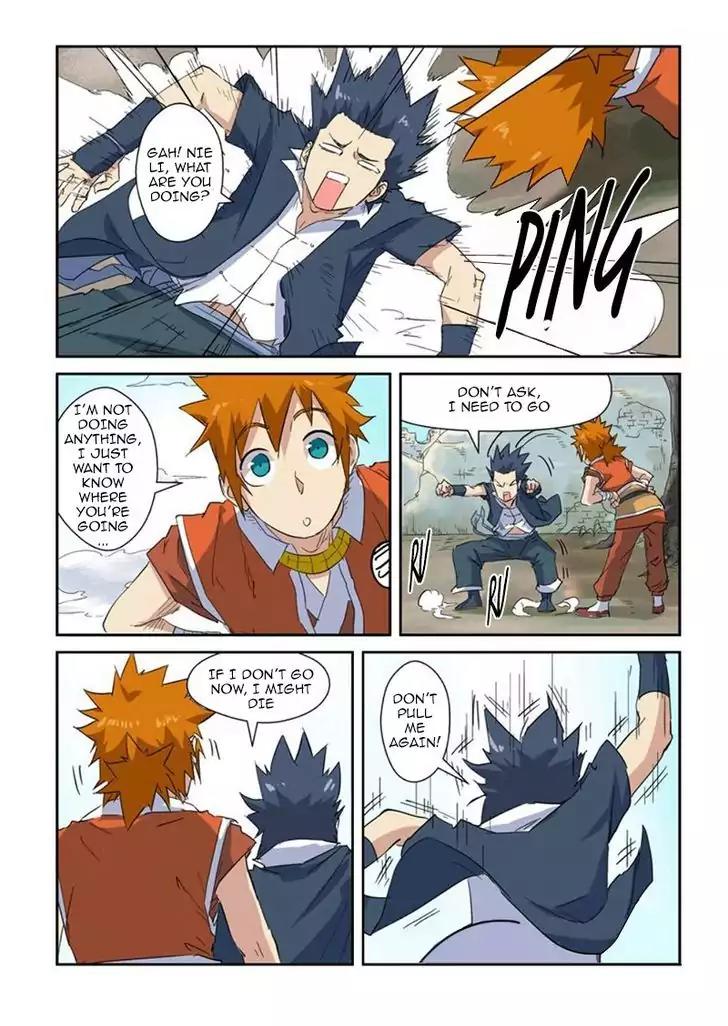 GAH! NIE
LI, WHAT
ARE YOU
DOING?
PING
I'M NOT
DOING
ANYTHING,
I JUST
WANT TO
KNOW
WHERE
YOU'RE
GOING
...
DON'T ASK,
I NEED TO GO
RU
RU
IF I DON'T GO
NOW, I MIGHT
DIE
DON'T
PULL
ME
AGAIN!